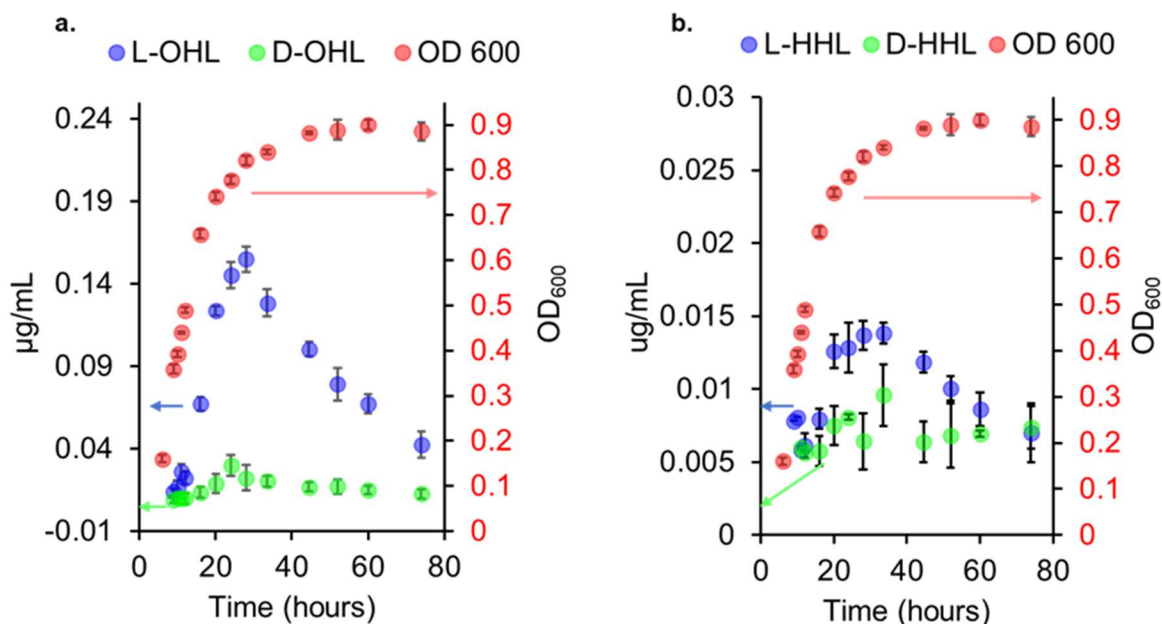 a.
L-OHL D-OHL OD 600
0.24
0.19
0.14
0.09
0.04
-0.01
µg/mL
0.9
0.8
0.7
0.6
0.5
0.4
0.3
0.2
0.1
0
OD600
0 20 40 60 80
Time (hours)
b.
L-HHL D-HHL OD 600
0.03
0.025
0.02
0.015
0.01
0.005
0
ug/mL
0.9
0.8
0.7
0.6
0.5
0.4
0.3
0.2
0.1
0
OD600
0 20 40 60 80
Time (hours)